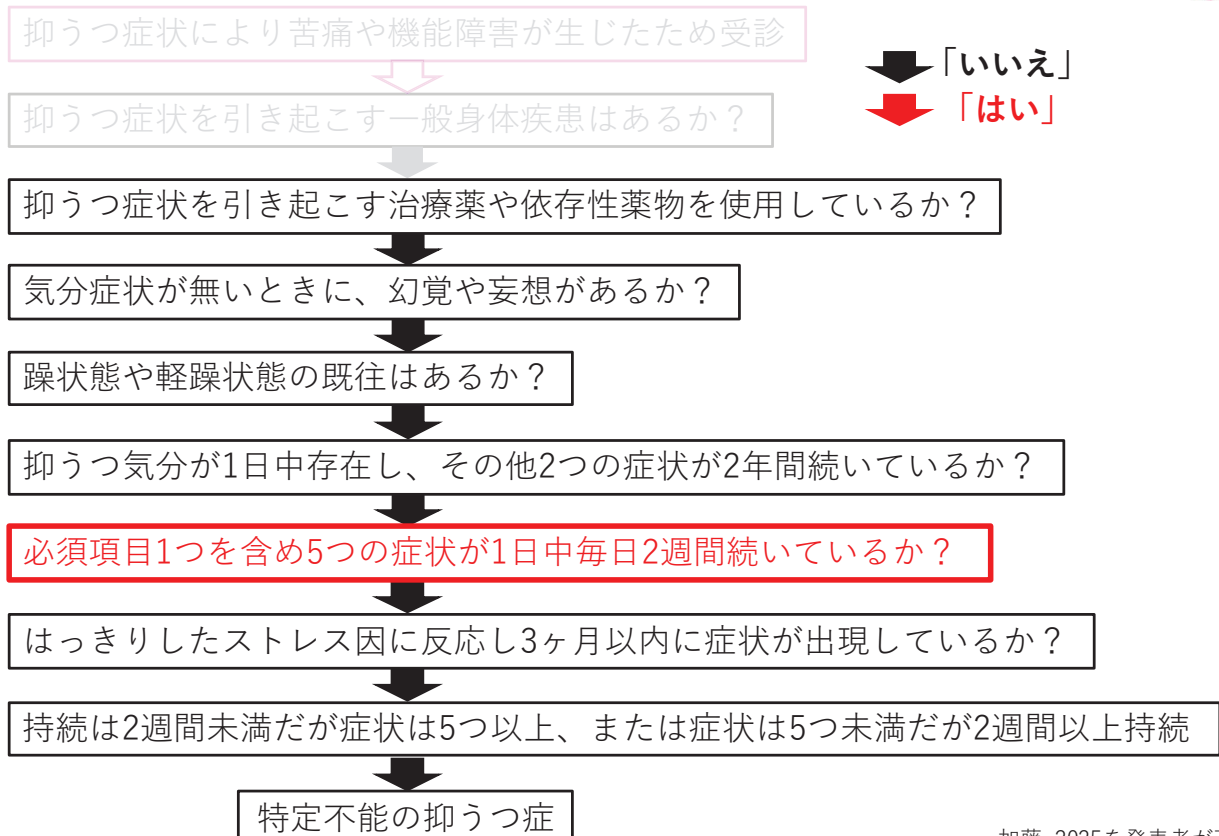 抑うつ症状により苦痛や機能障害が生じたため受診
「いいえ」
「はい」
抑うつ症状を引き起こす一般身体疾患はあるか？
抑うつ症状を引き起こす治療薬や依存性薬物を使用しているか？
気分症状が無いときに、幻覚や妄想があるか？
躁状態や軽躁状態の既往はあるか？
抑うつ気分が1日中存在し、その他2つの症状が2年間続いているか？
必須項目1つを含め5つの症状が1日中毎日2週間続いているか？
はっきりしたストレス因に反応し3ヶ月以内に症状が出現しているか？
持続は2週間未満だが症状は5つ以上、または症状は5つ未満だが2週間以上持続
特定不能の抑うつ症